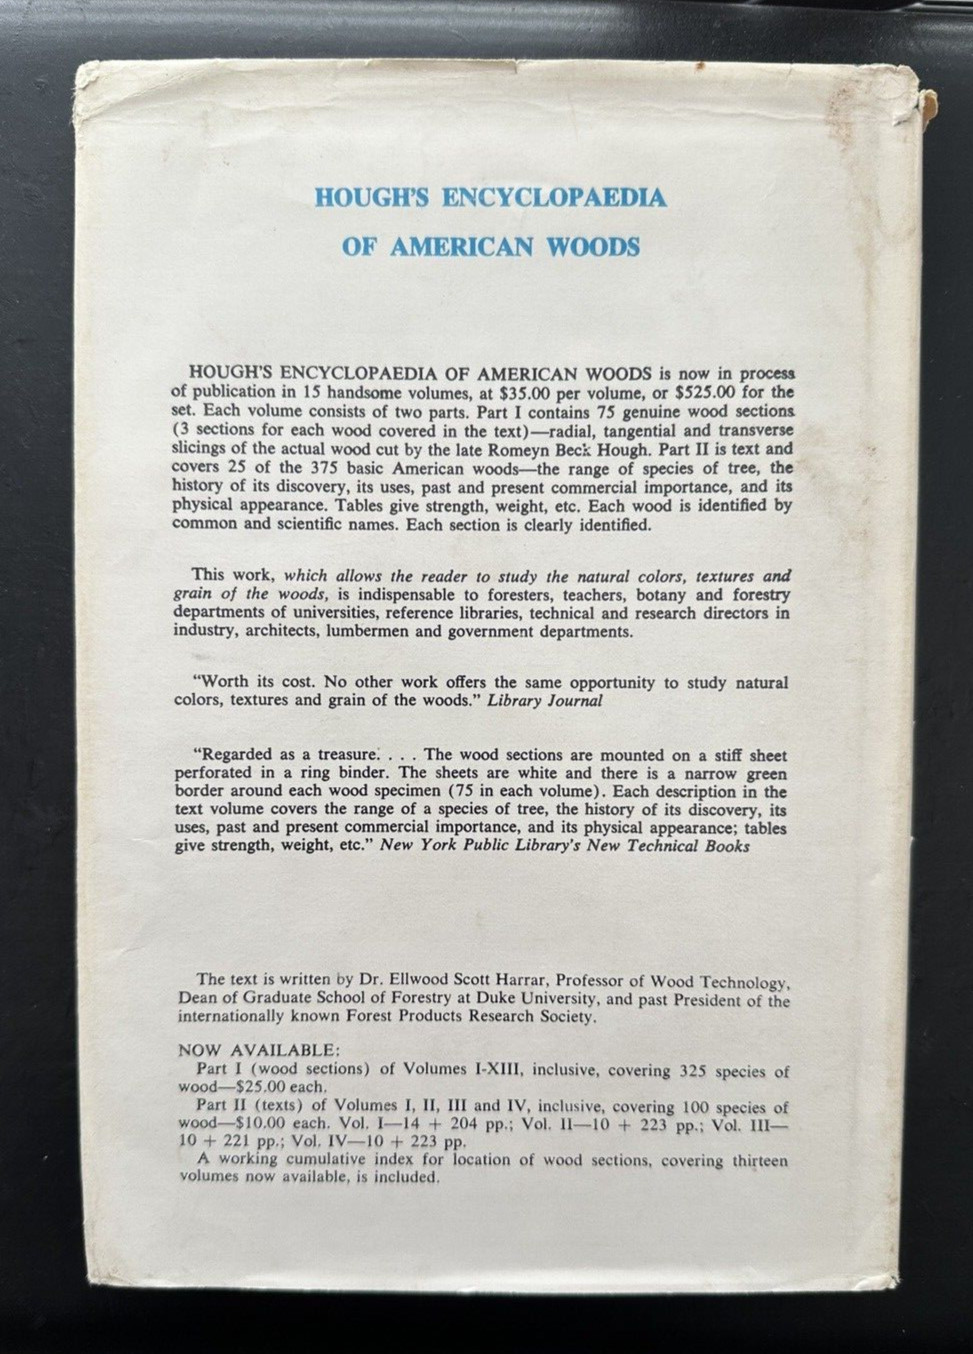 HOUGH'S ENCYCLOPAEDIA
OF AMERICAN WOODS
HOUGH'S ENCYCLOPAEDIA OF AMERICAN WOODS is now in process
of publication in 15 handsome volumes, at $35.00 per volume, or $525.00 for the
set. Each volume consists of two parts. Part I contains 75 genuine wood sections
(3 sections for each wood covered in the text)—radial, tangential and transverse
slicings of the actual wood cut by the late Romeyn Beck Hough. Part II is text and
covers 25 of the 375 basic American woods—the range of species of tree, the
history of its discovery, its uses, past and present commercial importance, and its
physical appearance. Tables give strength, weight, etc. Each wood is identified by
common and scientific names. Each section is clearly identified.
This work, which allows the reader to study the natural colors, textures and
grain of the woods, is indispensable to foresters, teachers, botany and forestry
departments of universities, reference libraries, technical and research directors in
industry, architects, lumbermen and government departments.
"Worth its cost. No other work offers the same opportunity to study natural
colors, textures and grain of the woods." Library Journal
"Regarded as a treasure. . . . The wood sections are mounted on a stiff sheet
perforated in a ring binder. The sheets are white and there is a narrow green
border around each wood specimen (75 in each volume). Each description in the
text volume covers the range of a species of tree, the history of its discovery, its
uses, past and present commercial importance, and its physical appearance; tables
give strength, weight, etc." New York Public Library's New Technical Books
The text is written by Dr. Ellwood Scott Harrar, Professor of Wood Technology,
Dean of Graduate School of Forestry at Duke University, and past President of the
internationally known Forest Products Research Society.
NOW AVAILABLE:
Part I (wood sections) of Volumes I-XIII, inclusive, covering 325 species of
wood—$25.00 each.
Part II (texts) of Volumes I, II, III and IV, inclusive, covering 100 species of
wood—$10.00 each. Vol. I—14 + 204 pp.; Vol. II—10 + 223 pp.; Vol. III—
10 + 221 pp.; Vol. IV—10 + 223 pp.
A working cumulative index for location of wood sections, covering thirteen
volumes now available, is included.